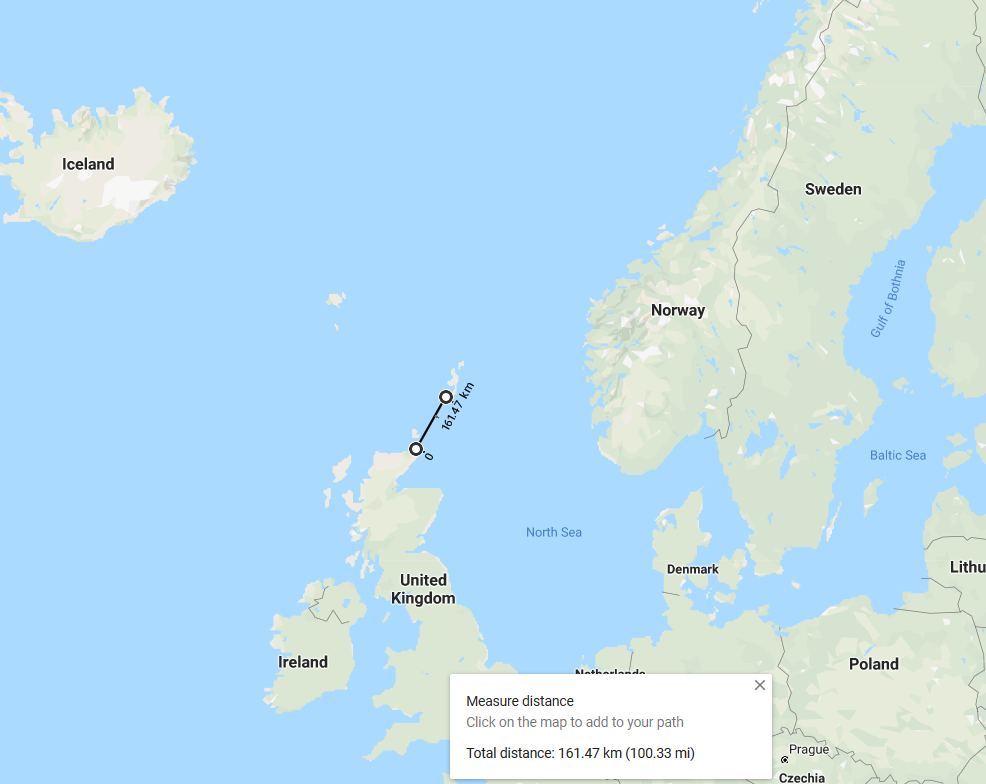 Iceland
Sweden
Gulf of Bothnia
Norway
161.47 km
0
Baltic Sea
North Sea
Denmark
Lithu
United
Kingdom
Ireland
Poland
Netherlands
Measure distance
Click on the map to add to your path
Total distance: 161.47 km (100.33 mi)
Prague
Czechia